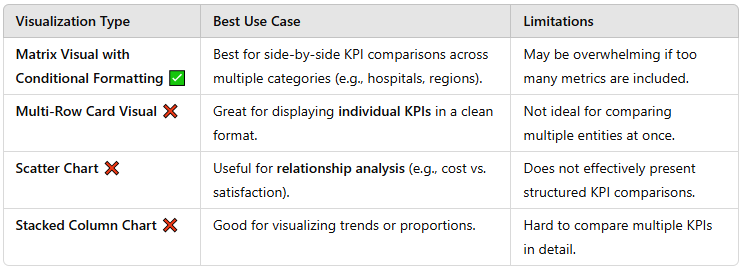 Visualization Type Best Use Case Limitations
Matrix Visual with Best for side-by-side KPI comparisons across May be overwhelming if too
Conditional Formatting ✅ multiple categories (e.g., hospitals, regions). many metrics are included.
Multi-Row Card Visual ❌ Great for displaying individual KPIs in a clean Not ideal for comparing
format. multiple entities at once.
Scatter Chart ❌ Useful for relationship analysis (e.g., cost vs. Does not effectively present
satisfaction). structured KPI comparisons.
Stacked Column Chart ❌ Good for visualizing trends or proportions. Hard to compare multiple KPIs
in detail.